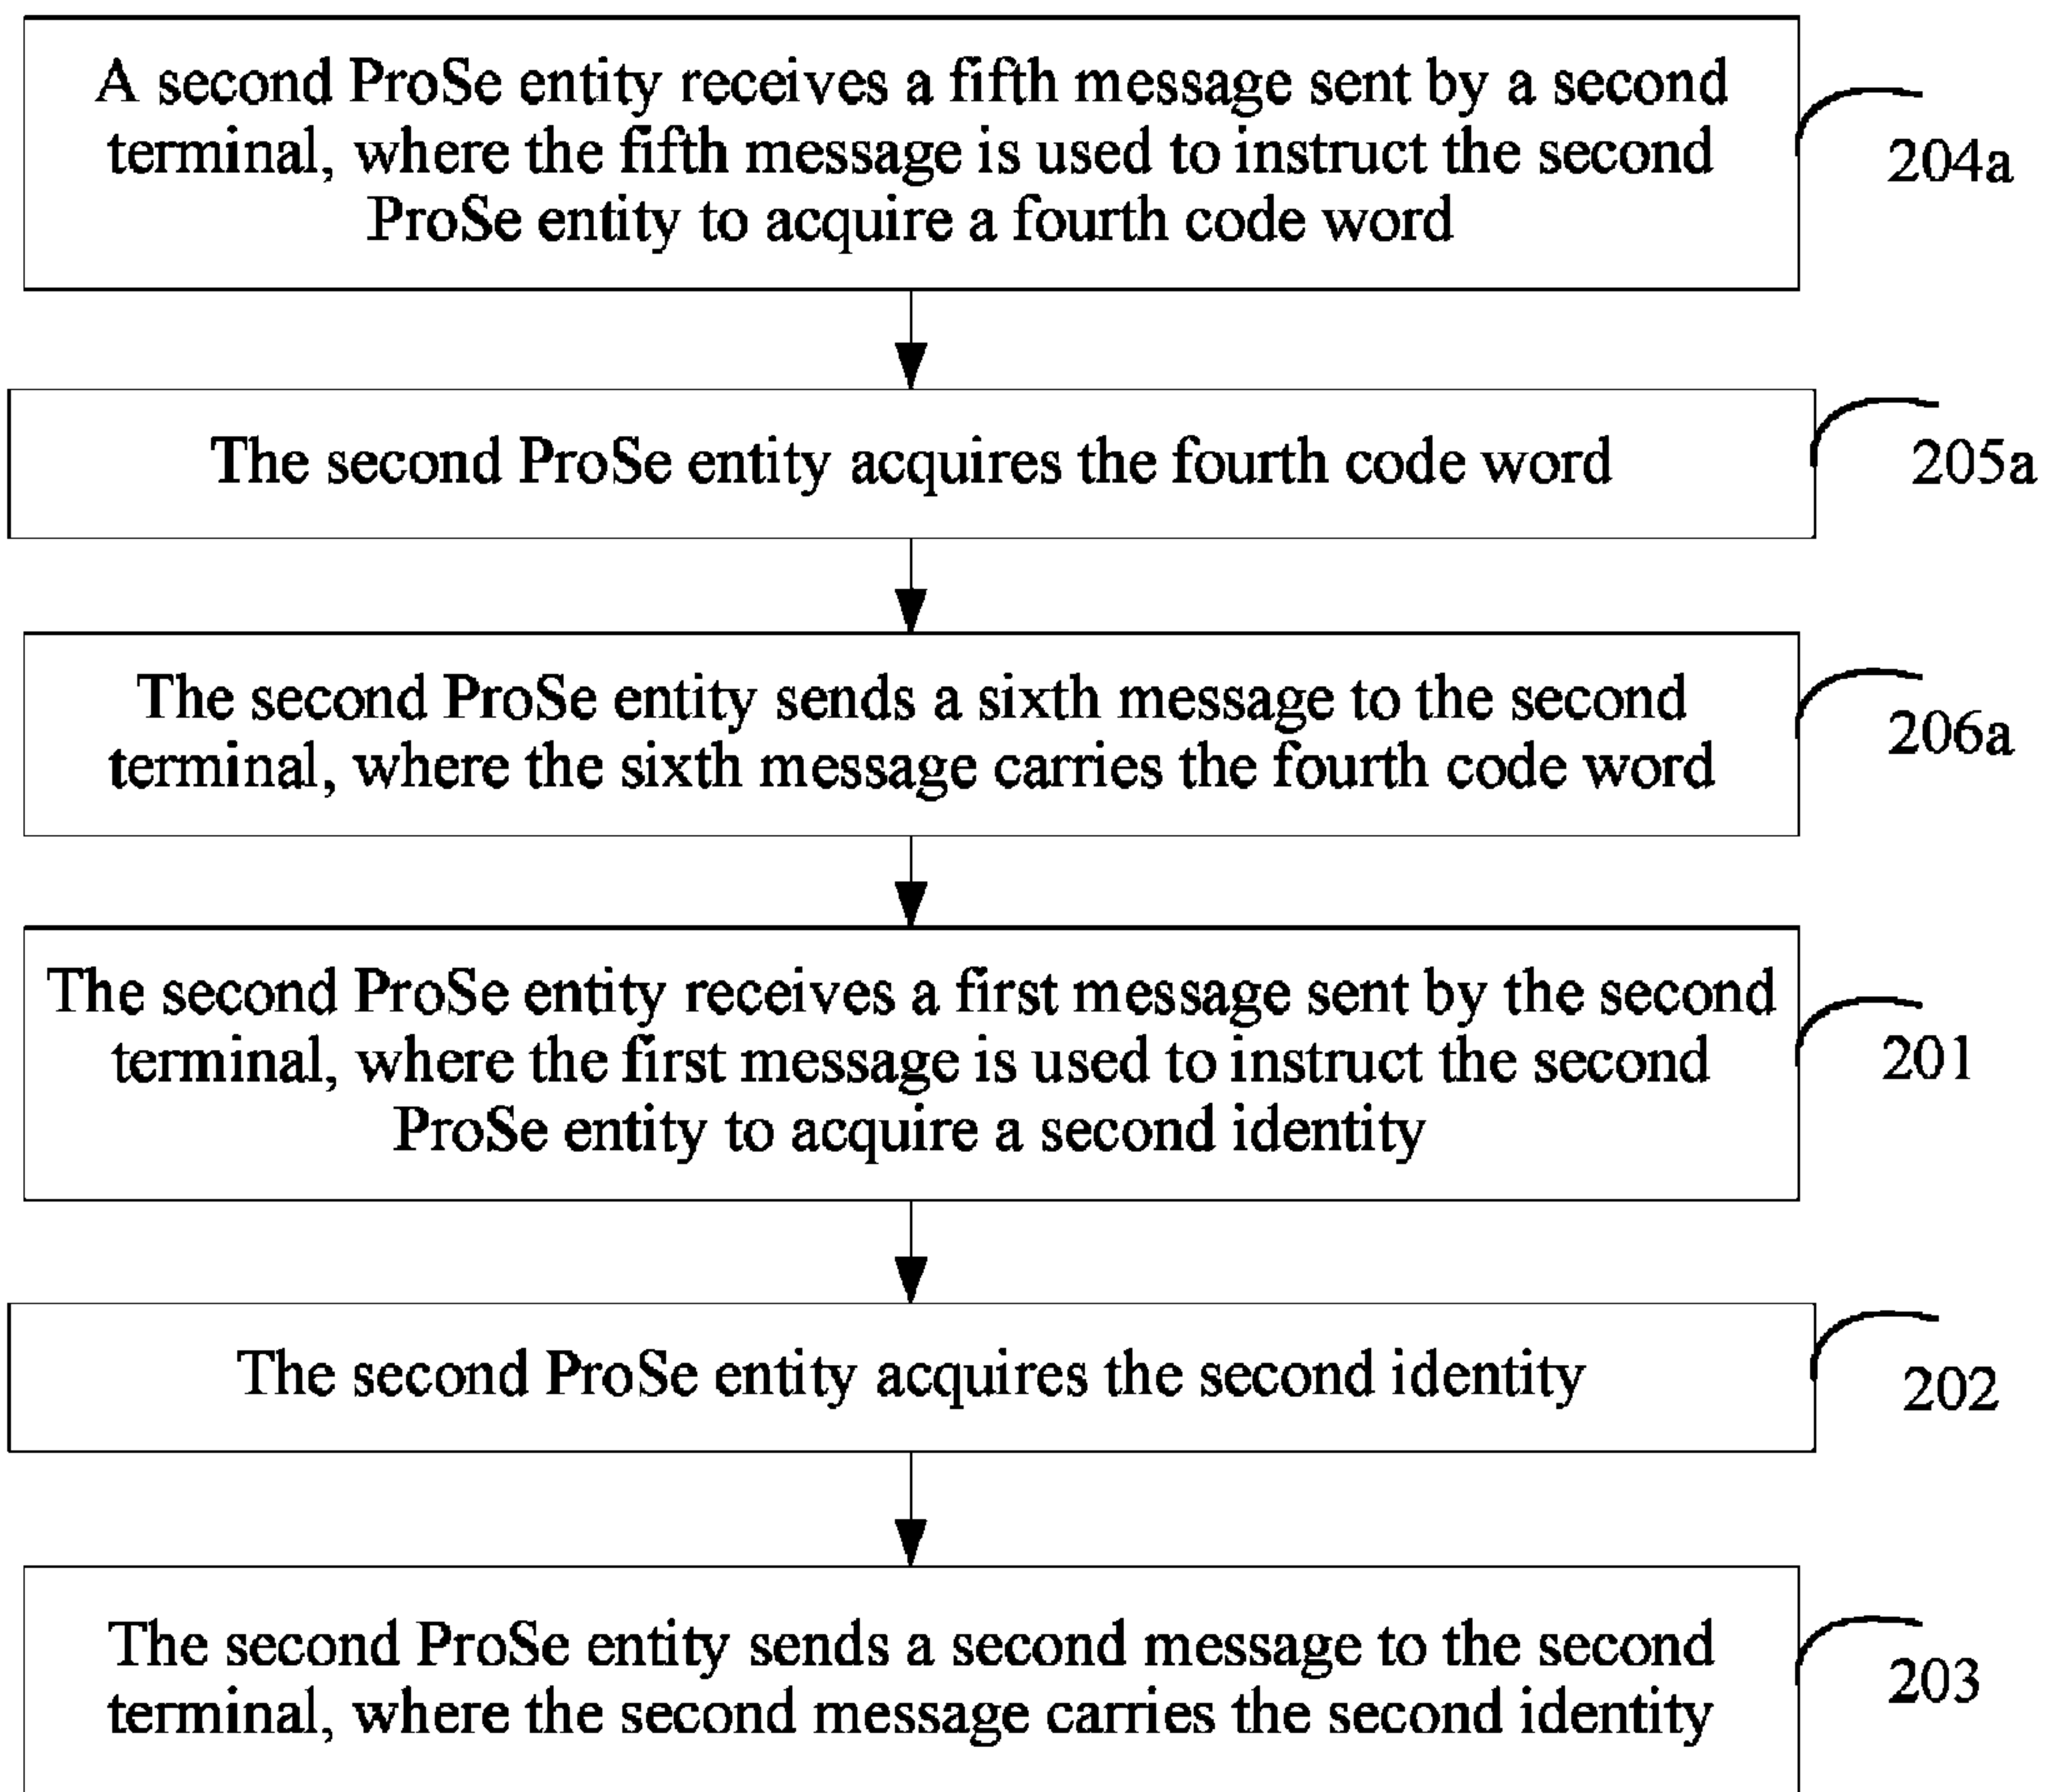 A second ProSe entity receives a fifth message sent by a second
terminal, where the fifth message is used to instruct the second
ProSe entity to acquire a fourth code word
204a
The second ProSe entity acquires the fourth code word
205a
The second ProSe entity sends a sixth message to the second
terminal, where the sixth message carries the fourth code word
206a
The second ProSe entity receives a first message sent by the second
terminal, where the first message is used to instruct the second
ProSe entity to acquire a second identity
201
The second ProSe entity acquires the second identity
202
The second ProSe entity sends a second message to the second
terminal, where the second message carries the second identity
203